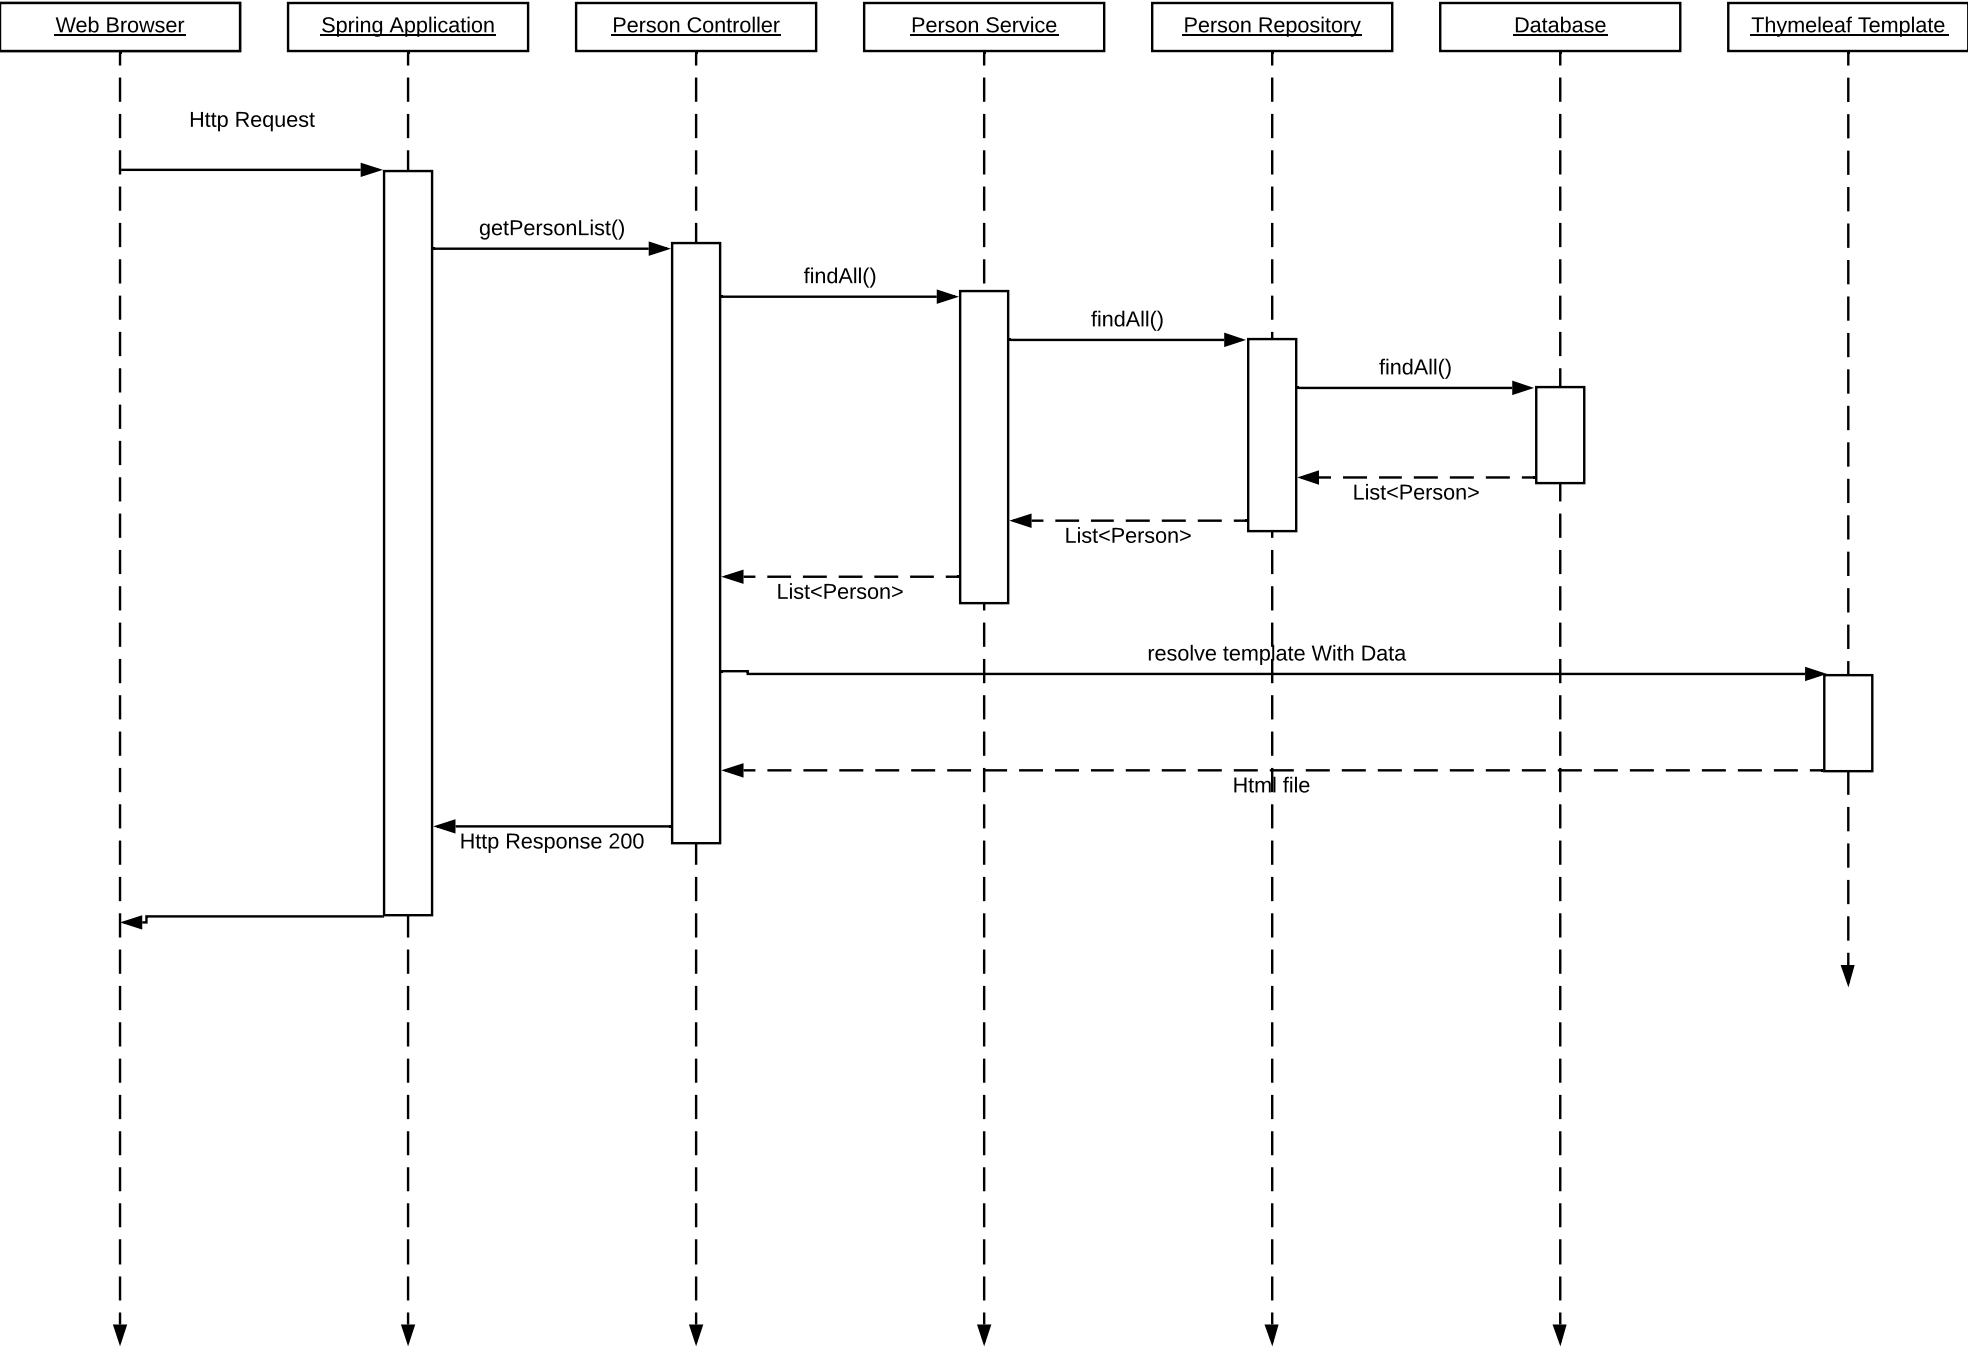 Web Browser
Spring Application
Person Controller
Person Service
Person Repository
Database
Thymeleaf Template
Http Request
getPersonList()
findAll()
findAll()
findAll()
List<Person>
List<Person>
List<Person>
resolve template With Data
Html file
Http Response 200